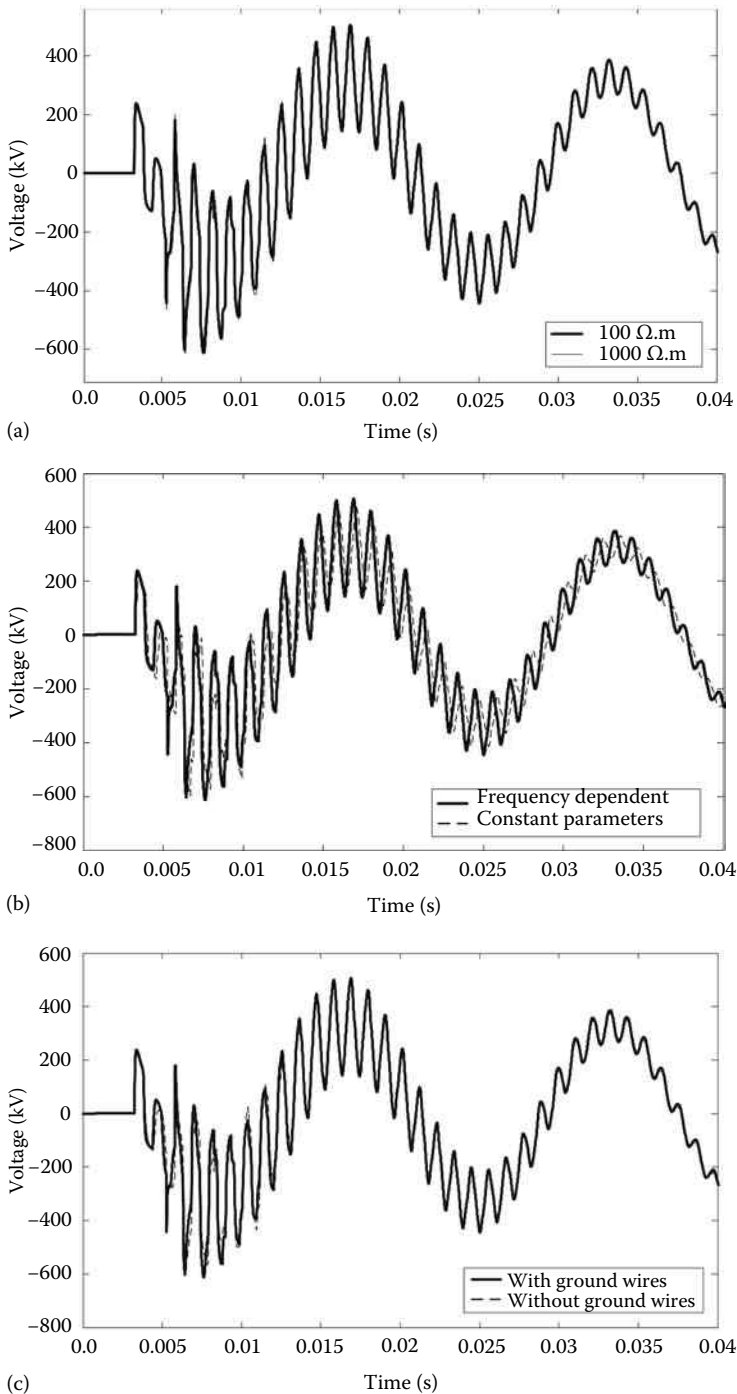 400
200
0
−200
−400
−600
Voltage (kV)
100 Ω.m
1000 Ω.m
0.0 0.005 0.01 0.015 0.02 0.025 0.03 0.035 0.04
(a)
Time (s)
600
400
200
0
−200
−400
−600
−800
Voltage (kV)
Frequency dependent
Constant parameters
0.0 0.005 0.01 0.015 0.02 0.025 0.03 0.035 0.04
(b)
Time (s)
600
400
200
0
−200
−400
−600
−800
Voltage (kV)
With ground wires
Without ground wires
0.0 0.005 0.01 0.015 0.02 0.025 0.03 0.035 0.04
(c)
Time (s)